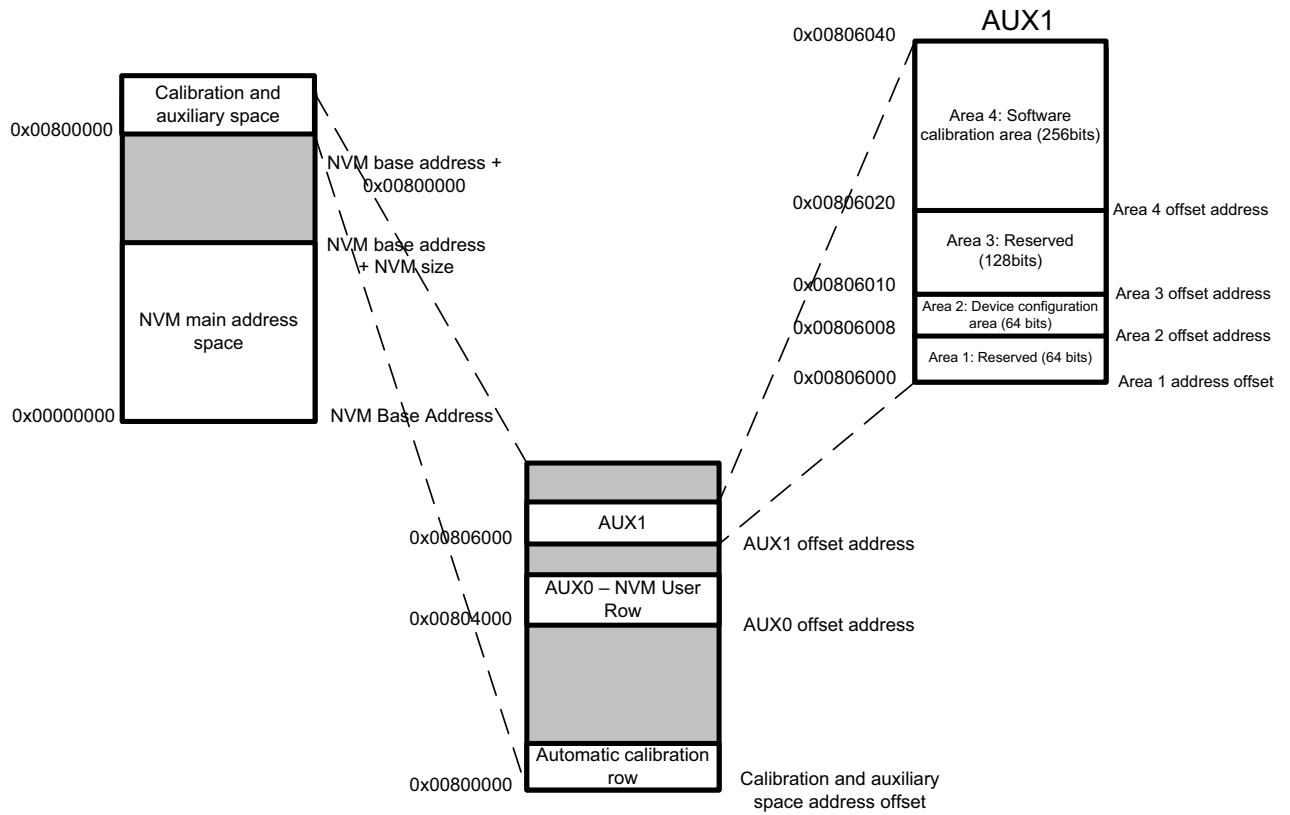 AUX1
0x00806040
Calibration and
auxiliary space
0x00800000
NVM base address +
0x00800000
NVM base address
+ NVM size
NVM main address
space
0x00000000
NVM Base Address
Area 4: Software
calibration area (256bits)
0x00806020
Area 4 offset address
Area 3: Reserved
(128bits)
0x00806010
Area 3 offset address
Area 2: Device configuration
area (64 bits)
0x00806008
Area 2 offset address
Area 1: Reserved (64 bits)
0x00806000
Area 1 address offset
AUX1
0x00806000
AUX1 offset address
AUX0 – NVM User
Row
0x00804000
AUX0 offset address
Automatic calibration
row
0x00800000
Calibration and auxiliary
space address offset